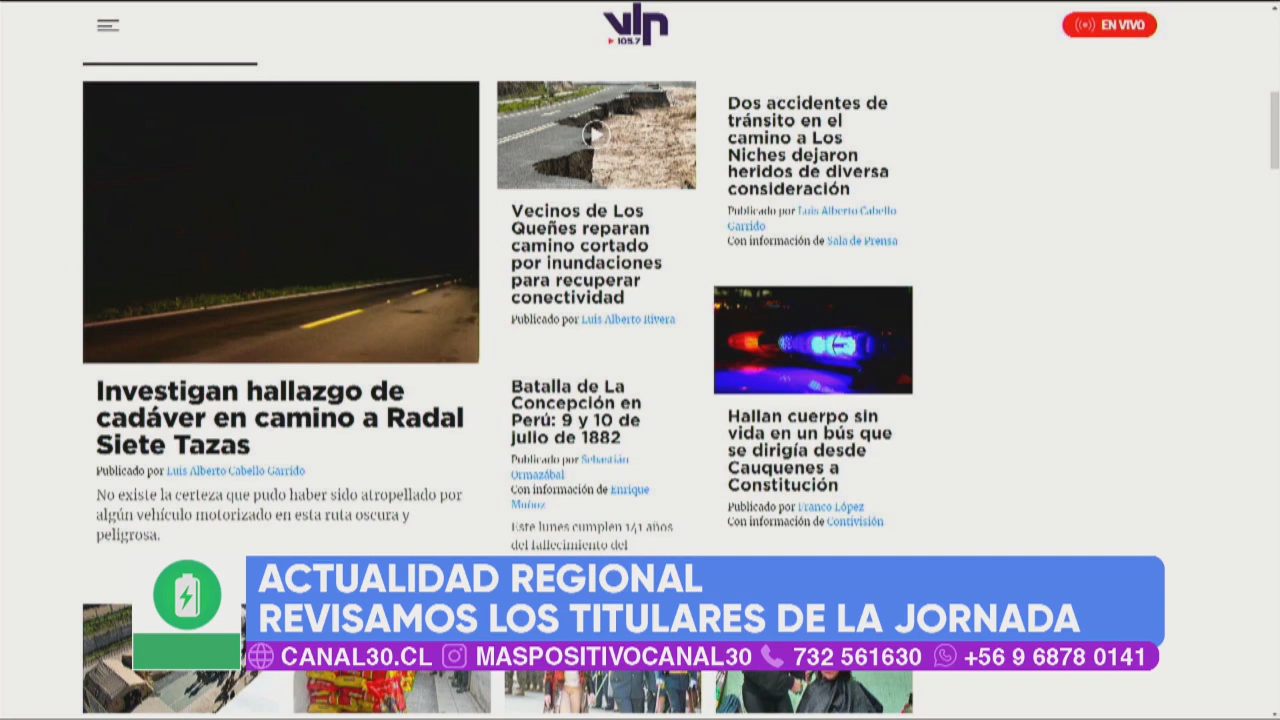 vln
105.7
EN VIVO
Investigan hallazgo de
cadáver en camino a Radal
Siete Tazas
Publicado por Luis Alberto Cabello Garrido
No existe la certeza que pudo haber sido atropellado por
algún vehículo motorizado en esta ruta oscura y
peligrosa.
Vecinos de Los
Queñes reparan
camino cortado
por inundaciones
para recuperar
conectividad
Publicado por Luis Alberto Rivera
Batalla de La
Concepción en
Perú: 9 y 10 de
julio de 1882
Publicado por Sebastián
Ormazábal
Con información de Enrique
Muñoz
Este lunes cumplen 141 años
del fallecimiento del
Dos accidentes de
tránsito en el
camino a Los
Niches dejaron
heridos de diversa
consideración
Publicado por Luis Alberto Cabello
Garrido
Con información de Sala de Prensa
Hallan cuerpo sin
vida en un bús que
se dirigía desde
Cauquenes a
Constitución
Publicado por Franco López
Con información de Contivisión
ACTUALIDAD REGIONAL
REVISAMOS LOS TITULARES DE LA JORNADA
CANAL30.CL MASPOSITIVOCANAL30 732 561630 +56 9 6878 0141